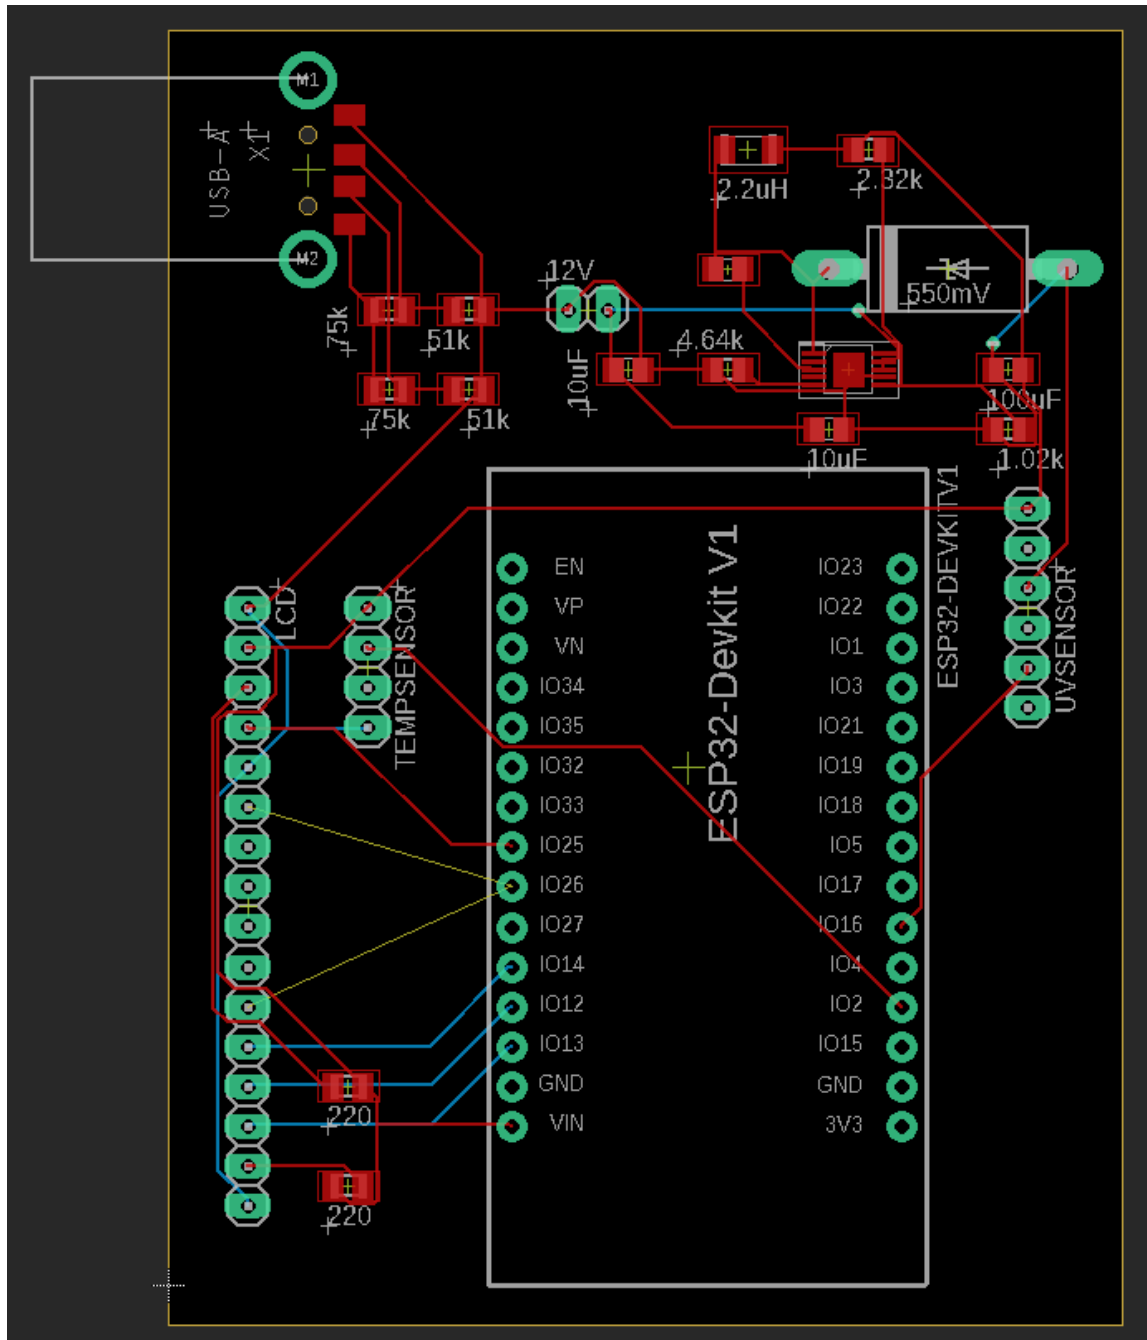 M1
USB-A
X1
M2
2.2uH
2.32k
12V
550mV
75k
51k
10uF
4.64k
100uF
75k
51k
10uF
1.02k
ESP32-DEVKITV1
ESP32-Devkit V1
LCD
TEMPSENSOR
UVSENSOR
EN
IO23
VP
IO22
VN
IO1
IO34
IO3
IO35
IO21
IO32
IO19
IO33
IO18
IO25
IO5
IO26
IO17
IO27
IO16
IO14
IO4
IO12
IO2
IO13
IO15
GND
GND
VIN
3V3
220
220